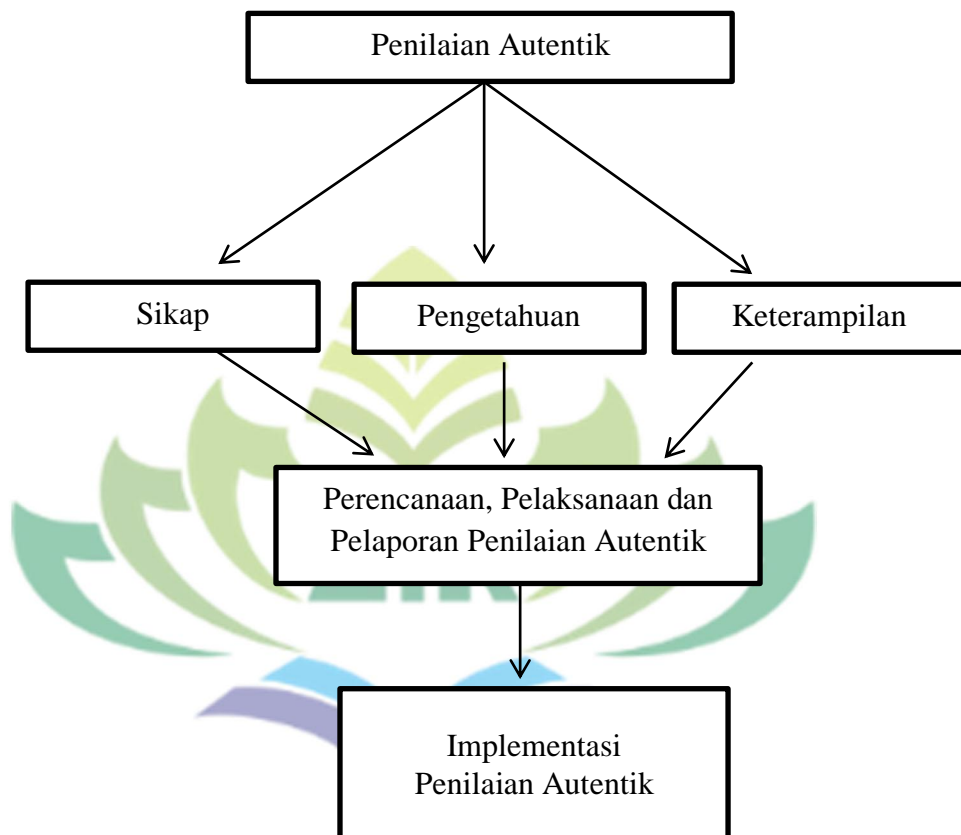 Penilaian Autentik
Sikap
Pengetahuan
Keterampilan
Perencanaan, Pelaksanaan dan
Pelaporan Penilaian Autentik
Implementasi
Penilaian Autentik